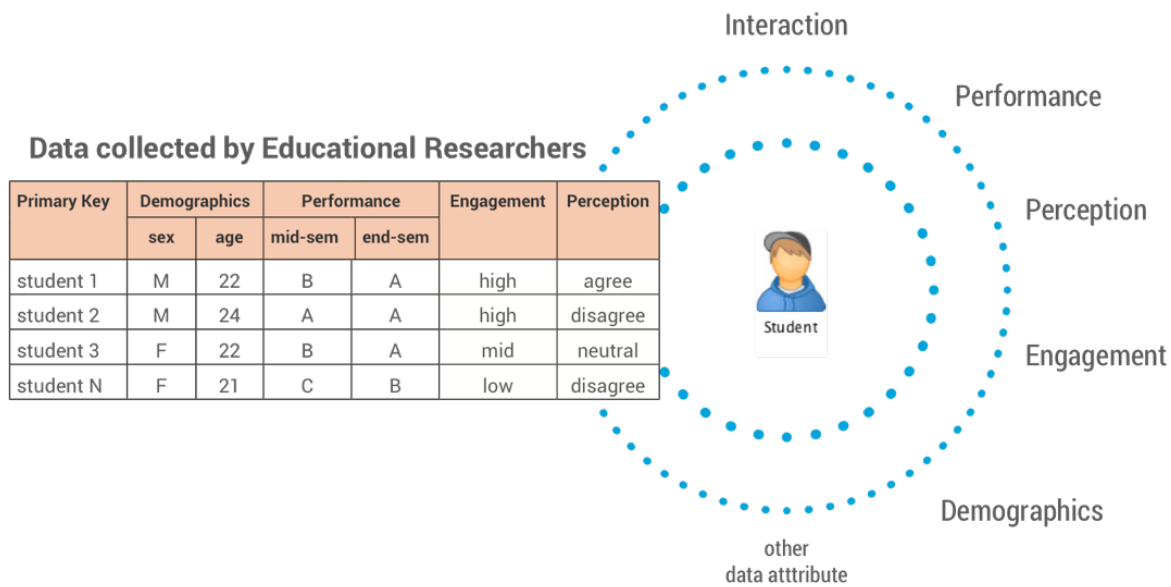 Interaction
Performance
Data collected by Educational Researchers
Primary Key Demographics Performance Engagement Perception
sex age mid-sem end-sem
student 1 M 22 B A high agree
student 2 M 24 A A high disagree
student 3 F 22 B A mid neutral
student N F 21 C B low disagree
Perception
Student
Engagement
Demographics
other
data atttribute